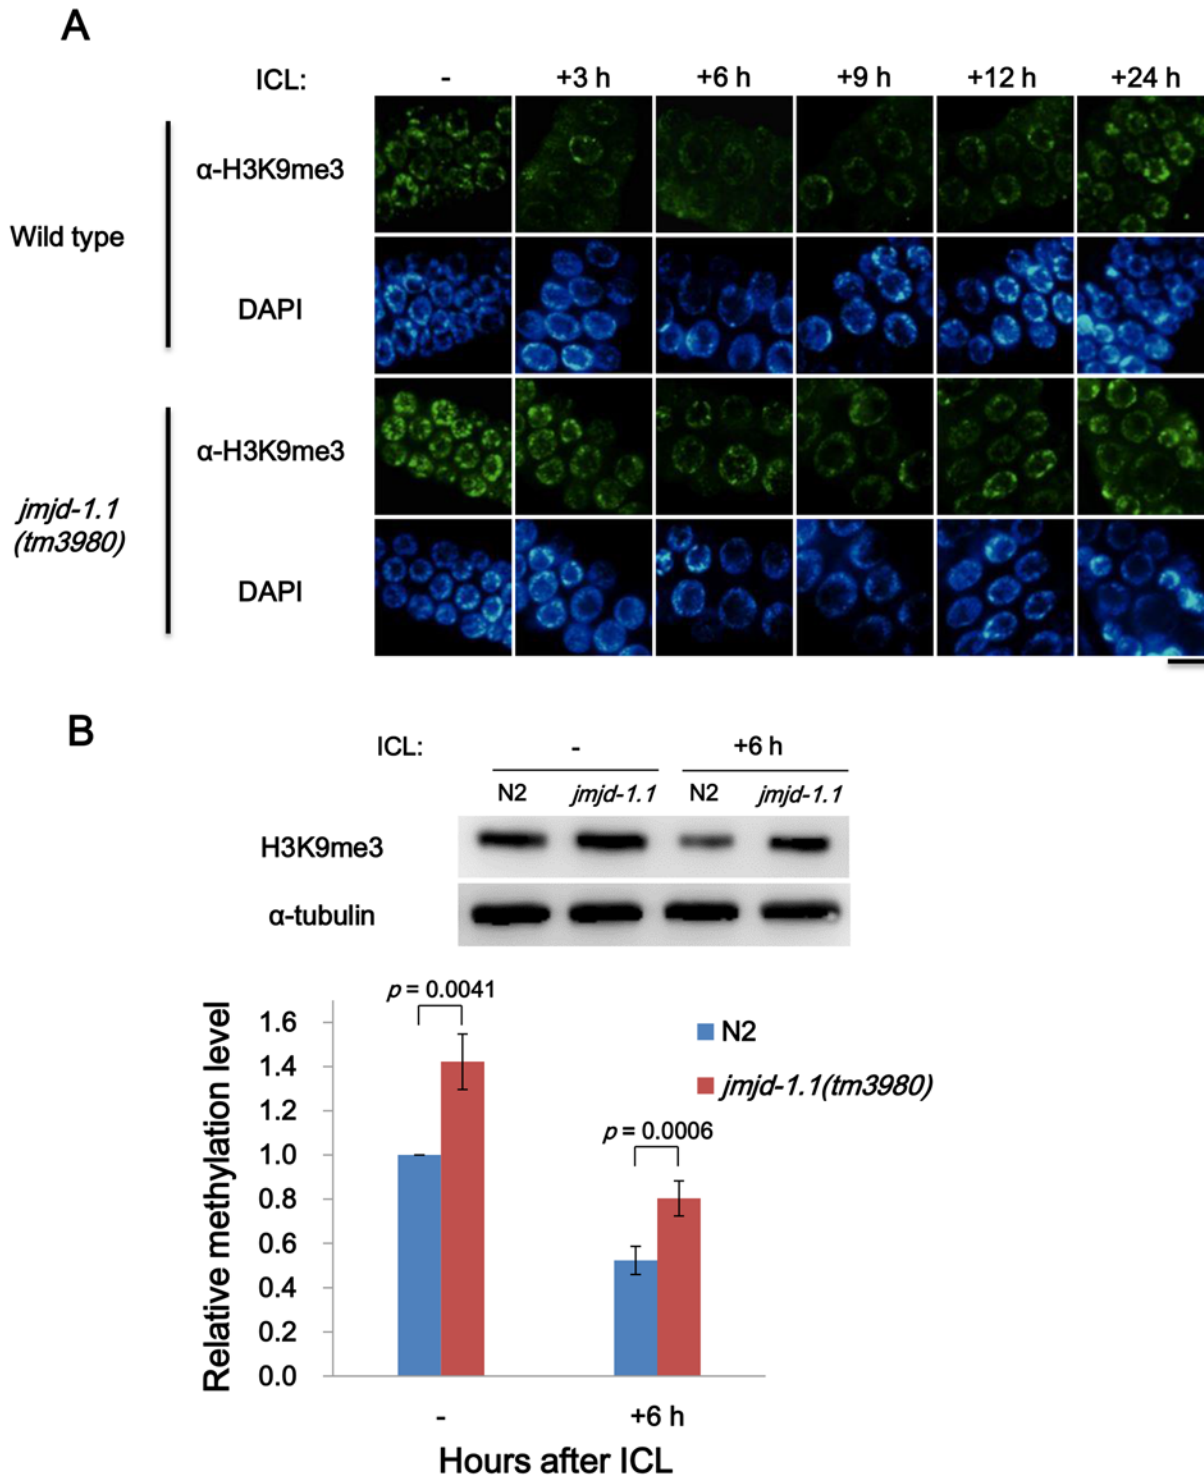 A
ICL: - +3 h +6 h +9 h +12 h +24 h
α-H3K9me3
Wild type
DAPI
α-H3K9me3
jmjd-1.1
(tm3980)
DAPI
B
ICL: - +6 h
N2 jmjd-1.1 N2 jmjd-1.1
H3K9me3
α-tubulin
Relative methylation level
p = 0.0041
1.6
1.4
1.2
1.0
0.8
0.6
0.4
0.2
0.0
N2
jmjd-1.1(tm3980)
p = 0.0006
- +6 h
Hours after ICL